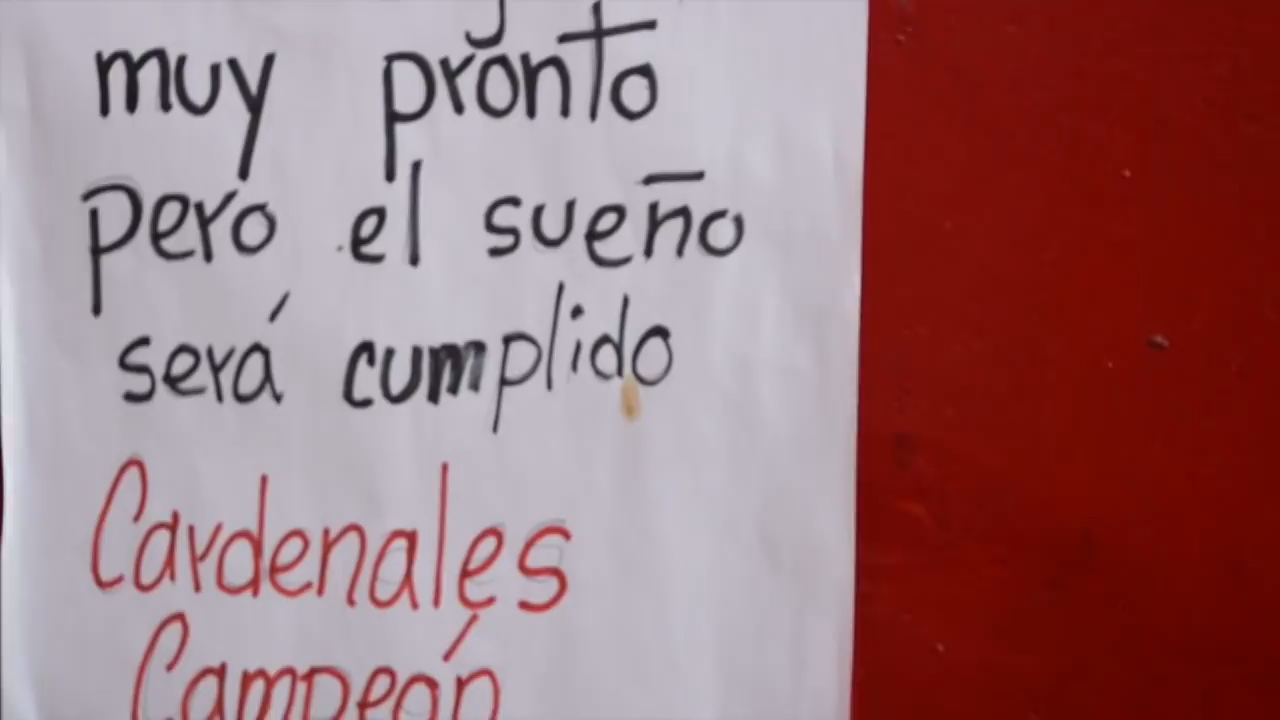 muy pronto
pero el sueño
será cumplido
Cardenales
Campeón